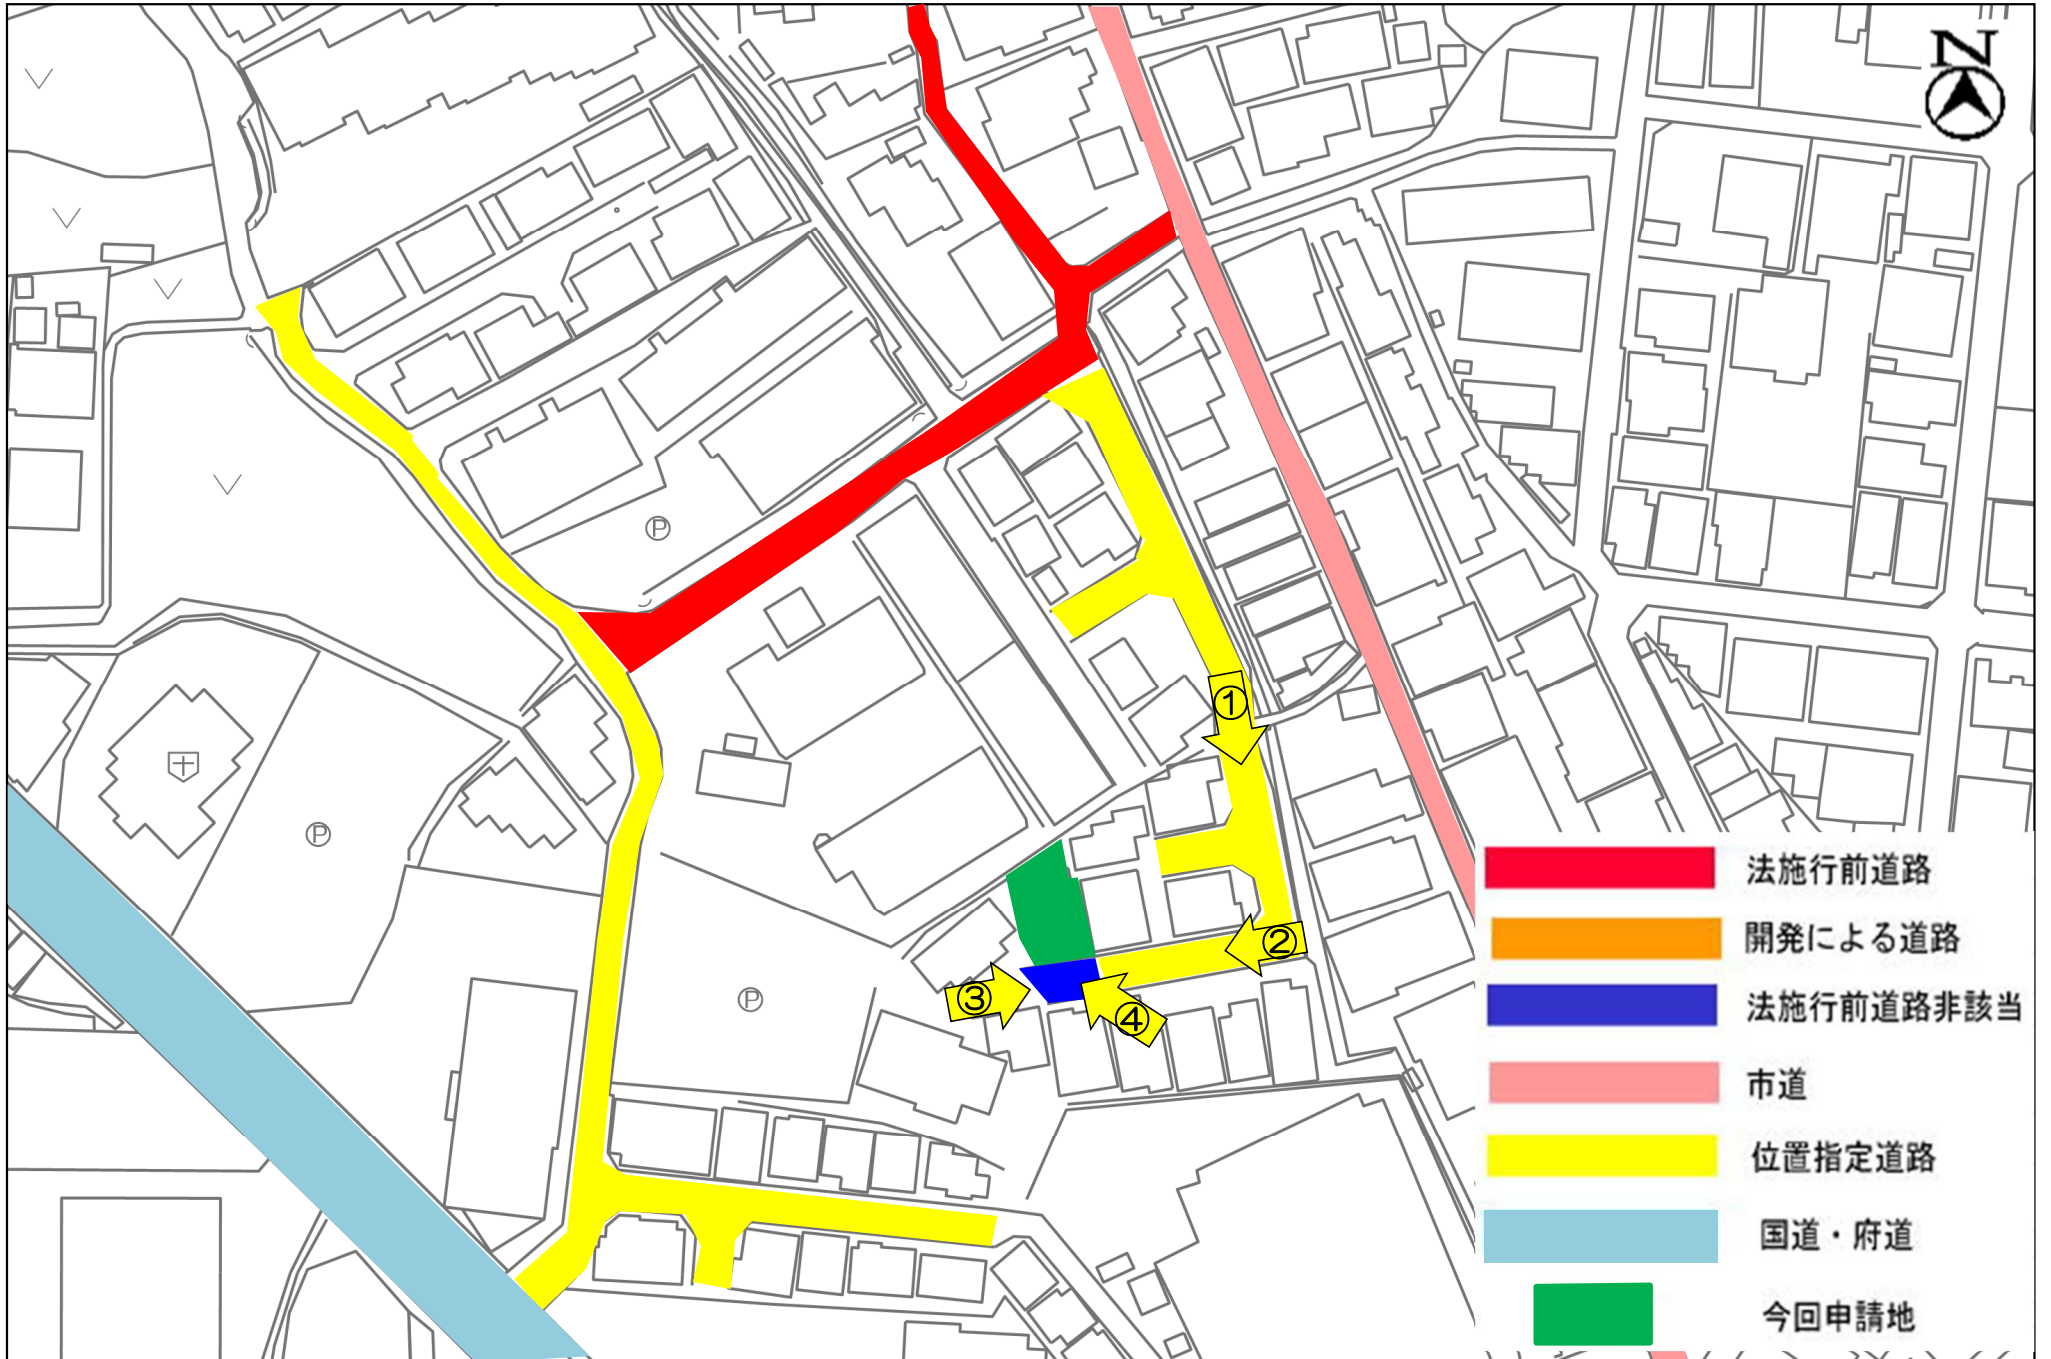 N
Ⓟ
①
Ⓟ
②
③
Ⓟ
④
法施行前道路
開発による道路
法施行前道路非該当
市道
位置指定道路
国道・府道
今回申請地